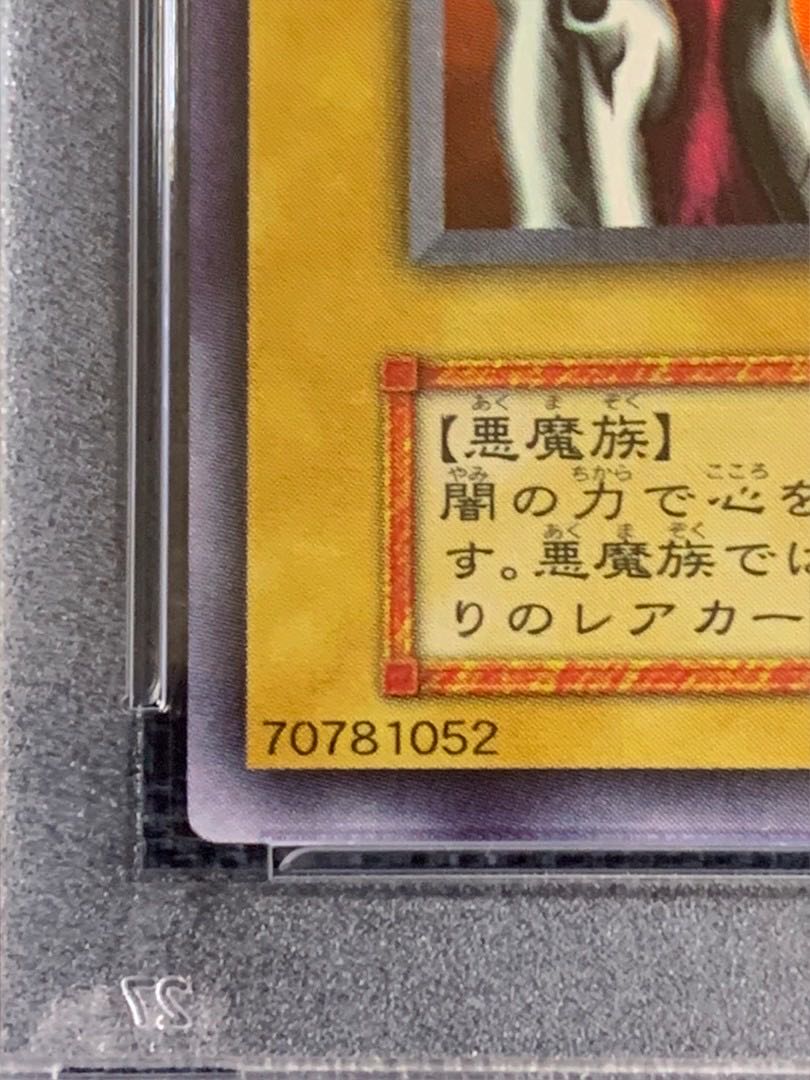 【悪魔族】
闇の力で心を
す。悪魔族では
りのレアカー
70781052
27